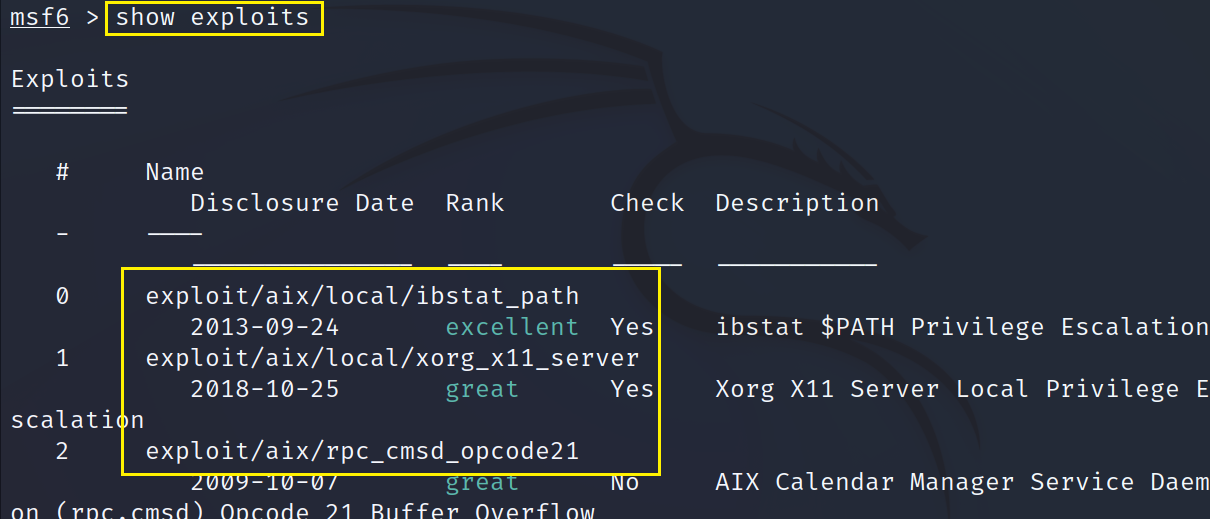 msf6 > show exploits
Exploits
========
# Name
Disclosure Date Rank Check Description
- ----
--------------- ---- ----- -----------
0 exploit/aix/local/ibstat_path
2013-09-24 excellent Yes ibstat $PATH Privilege Escalation
1 exploit/aix/local/xorg_x11_server
2018-10-25 great Yes Xorg X11 Server Local Privilege E
scalation
2 exploit/aix/rpc_cmsd_opcode21
2009-10-07 great No AIX Calendar Manager Service Daem
on (rpc.cmsd) Opcode 21 Buffer Overflow